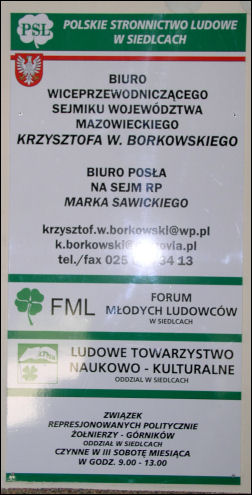 PSL
POLSKIE STRONNICTWO LUDOWE
W SIEDLCACH
BIURO
WICEPRZEWODNICZĄCEGO
SEJMIKU WOJEWÓDZTWA
MAZOWIECKIEGO
KRZYSZTOFA W. BORKOWSKIEGO
BIURO POSŁA
NA SEJM RP
MARKA SAWICKIEGO
krzysztof.w.borkowski@wp.pl
tel./fax 025 34 13
FML
FORUM
MŁODYCH LUDOWCÓW
W SIEDLCACH
LUDOWE TOWARZYSTWO
NAUKOWO - KULTURALNE
ODDZIAŁ W SIEDLCACH
ZWIĄZEK
REPRESJONOWANYCH POLITYCZNIE
ŻOŁNIERZY - GÓRNIKÓW
ODDZIAŁ W SIEDLCACH
CZYNNE W III SOBOTĘ MIESIĄCA
W GODZ. 9.00 - 13.00